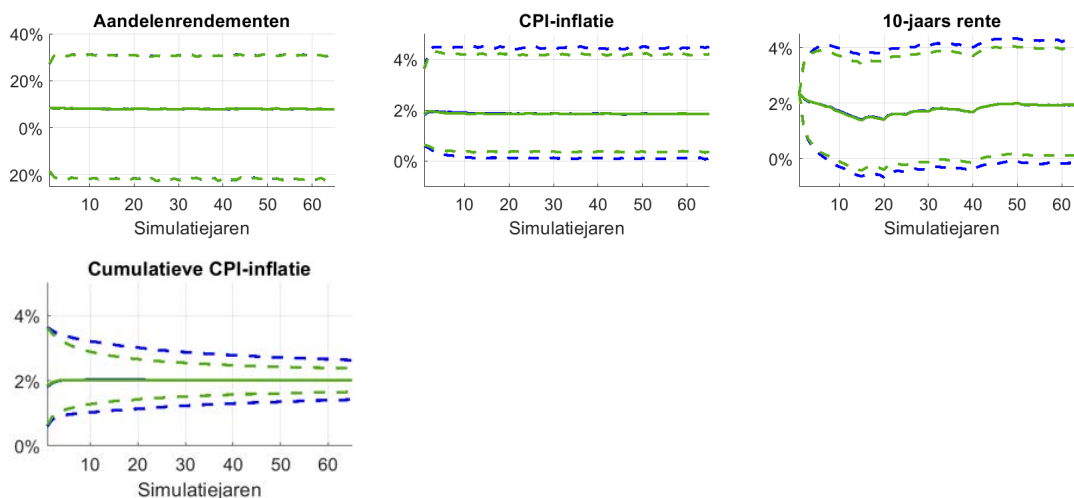 Aandelenrendementen
40%
20%
0%
20%
10 20 30 40 50 60
Simulatiejaren
CPI-inflatie
4%
2%
0%
10 20 30 40 50 60
Simulatiejaren
10-jaars rente
4%
2%
0%
10 20 30 40 50 60
Simulatiejaren
Cumulatieve CPI-inflatie
4%
2%
0%
10 20 30 40 50 60
Simulatiejaren